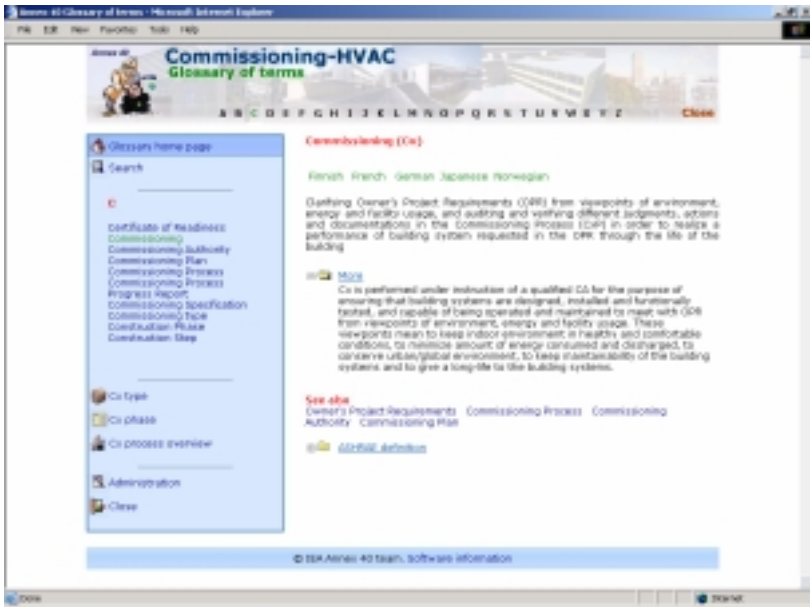 Annex 40 Glossary of terms - Microsoft Internet Explorer
File Edit View Favorites Tools Help
Annex 40
Commissioning-HVAC
Glossary of terms
A B C D E F G H I J K L M N O P Q R S T U V W X Y Z
Close
Glossary home page
Search
C
Certificate of Readiness
Commissioning
Commissioning Authority
Commissioning Plan
Commissioning Process
Commissioning Process
Progress Report
Commissioning Specification
Commissioning Type
Construction Phase
Construction Step
Cx type
Cx phase
Cx process overview
Administration
Close
Commissioning (Cx)
Finnish French German Japanese Norwegian
Clarifying Owner's Project Requirements (OPR) from viewpoints of environment,
energy and facility usage, and auditing and verifying different judgments, actions
and documentations in the Commissioning Process (CxP) in order to realize a
performance of building system requested in the OPR through the life of the
building
More
Cx is performed under instruction of a qualified CA for the purpose of
ensuring that building systems are designed, installed and functionally
tested, and capable of being operated and maintained to meet with OPR
from viewpoints of environment, energy and facility usage. These
viewpoints mean to keep indoor environment in healthy and comfortable
conditions, to minimize amount of energy consumed and discharged, to
conserve urban/global environment, to keep maintainability of the building
systems and to give a long-life to the building systems.
See also
Owner's Project Requirements Commissioning Process Commissioning
Authority Commissioning Plan
ASHRAE definition
© IEA Annex 40 team. Software information
Done
Internet